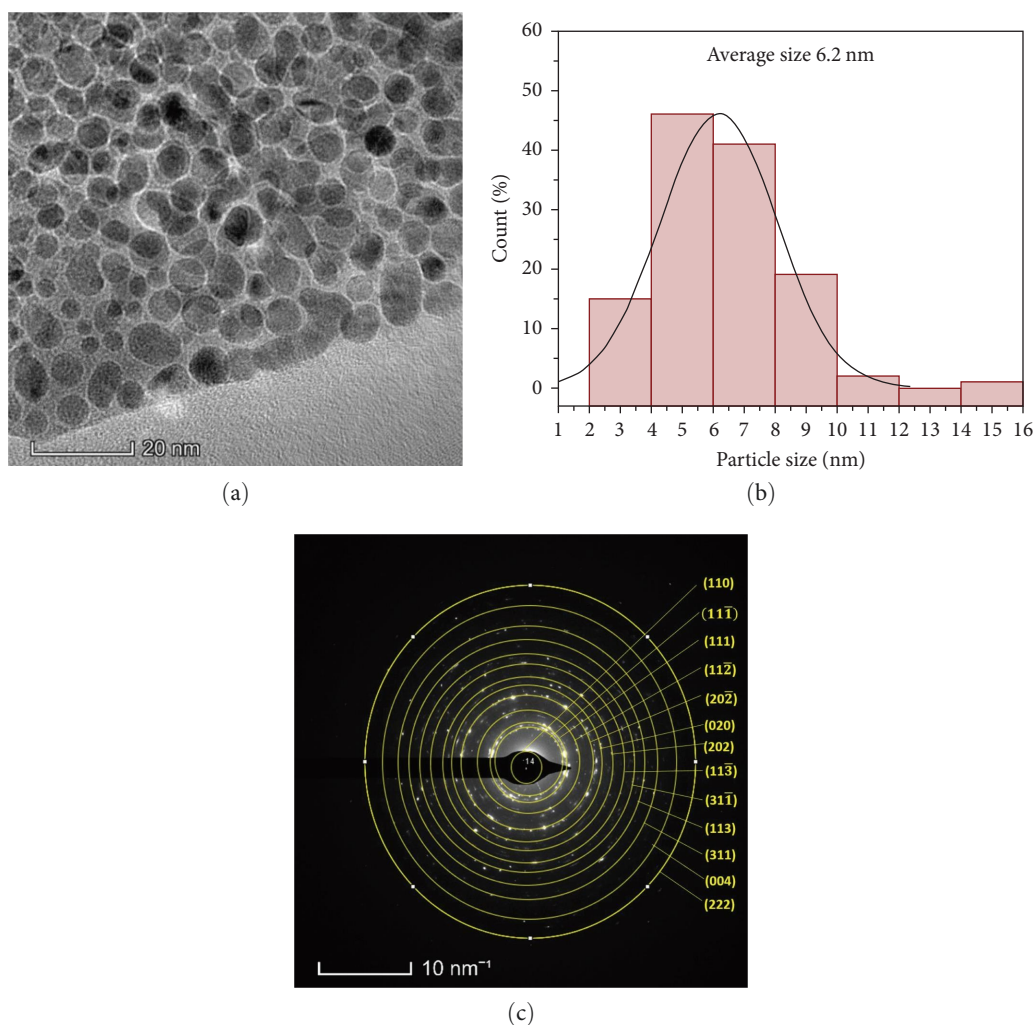 20 nm
(a)
Average size 6.2 nm
60
50
40
30
20
10
0
Count (%)
1 2 3 4 5 6 7 8 9 10 11 12 13 14 15 16
Particle size (nm)
(b)
14
(110)
(111̅)
(111)
(112̅)
(202̅)
(020)
(202)
(113̅)
(311̅)
(113)
(311)
(004)
(222)
10 nm⁻¹
(c)